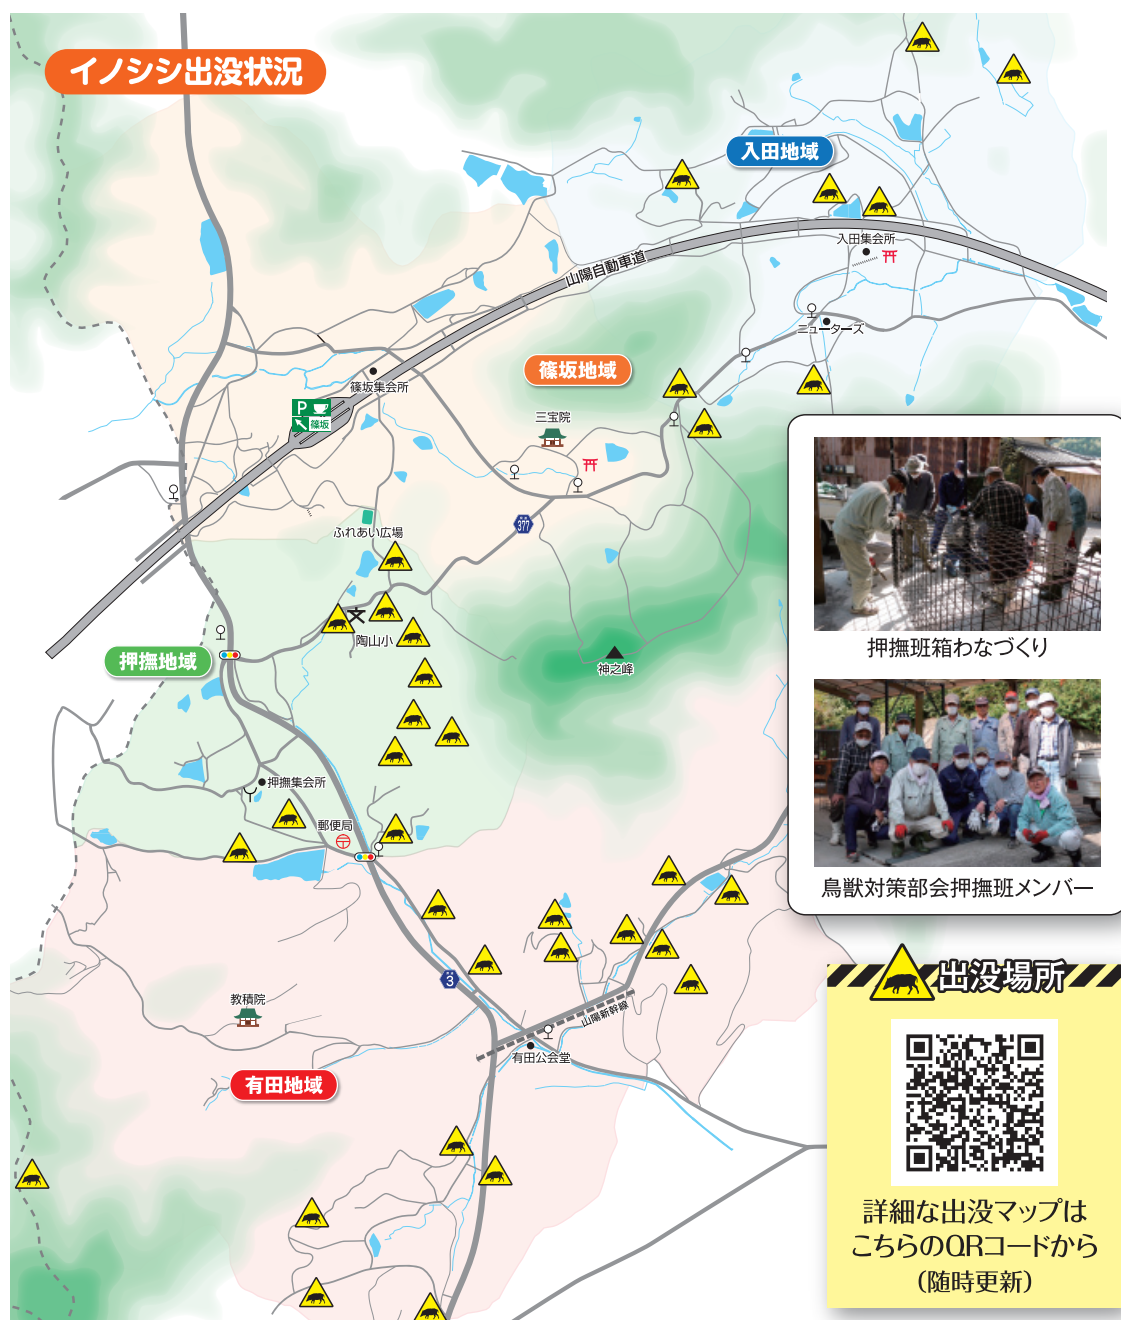 イノシシ出没状況
入田地域
入田集会所
山陽自動車道
ニューターズ
篠坂地域
篠坂集会所
P
篠坂
三宝院
377
ふれあい広場
文
陶山小
押撫地域
神之峰
押撫集会所
郵便局
3
教積院
山陽新幹線
有田公会堂
有田地域
押撫班箱わなづくり
鳥獣対策部会押撫班メンバー
出没場所
詳細な出没マップは
こちらのQRコードから
(随時更新)